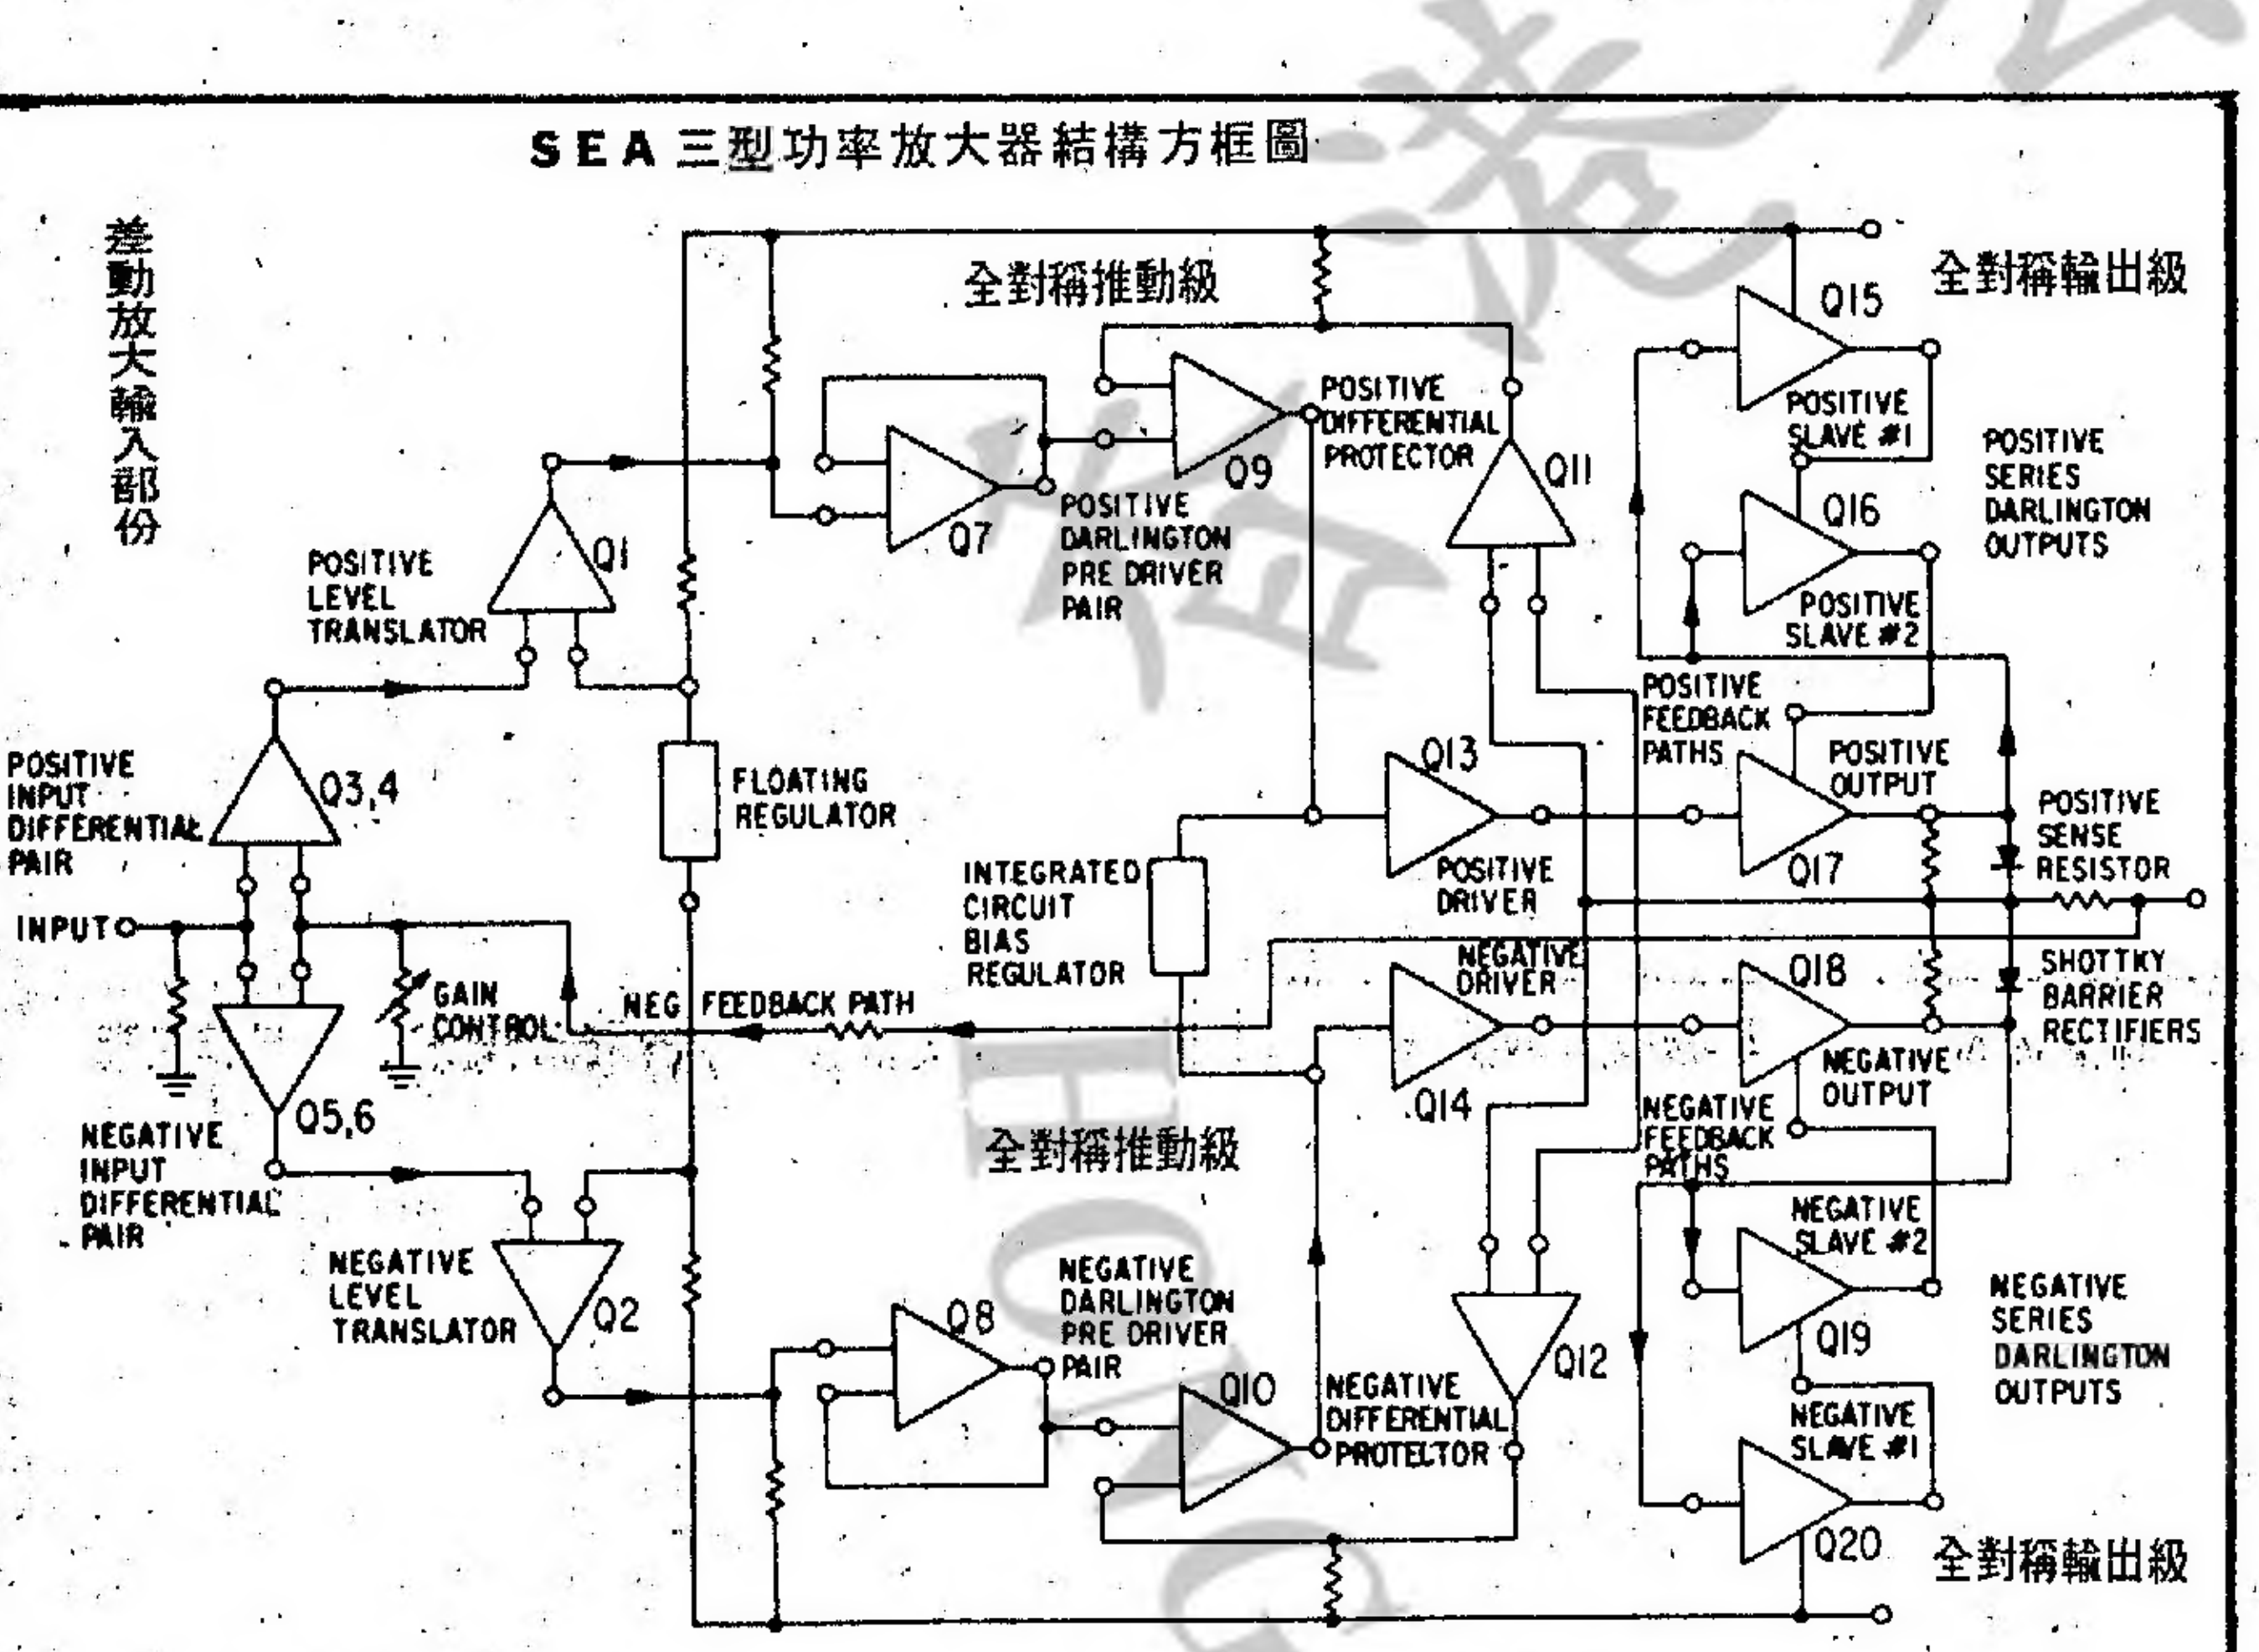 SEA 三型功率放大器結構方框圖
差動放大輸入部份
全對稱推動級
全對稱輸出級
Q15
POSITIVE
SLAVE #1
POSITIVE
SERIES
DARLINGTON
OUTPUTS
Q16
POSITIVE
SLAVE #2
POSITIVE
DIFFERENTIAL
PROTECTOR
Q9
Q11
Q7
POSITIVE
DARLINGTON
PRE DRIVER
PAIR
Q1
POSITIVE
LEVEL
TRANSLATOR
POSITIVE
FEEDBACK
PATHS
POSITIVE
OUTPUT
Q17
POSITIVE
SENSE
RESISTOR
Q13
POSITIVE
DRIVER
FLOATING
REGULATOR
POSITIVE
INPUT
DIFFERENTIAL
PAIR
Q3,4
INPUT
INTEGRATED
CIRCUIT
BIAS
REGULATOR
GAIN
CONTROL
NEG FEEDBACK PATH
NEGATIVE
DRIVER
Q14
Q18
NEGATIVE
OUTPUT
SHOTTKY
BARRIER
RECTIFIERS
Q5,6
NEGATIVE
INPUT
DIFFERENTIAL
PAIR
全對稱推動級
NEGATIVE
FEEDBACK
PATHS
NEGATIVE
SLAVE #2
Q19
NEGATIVE
LEVEL
TRANSLATOR
Q2
Q8
NEGATIVE
DARLINGTON
PRE DRIVER
PAIR
Q10
NEGATIVE
DIFFERENTIAL
PROTECTOR
Q12
NEGATIVE
SERIES
DARLINGTON
OUTPUTS
NEGATIVE
SLAVE #1
Q20
全對稱輸出級